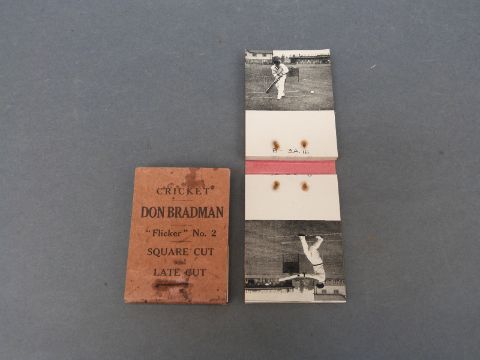 CRICKET
DON BRADMAN
"Flicker" No. 2
SQUARE CUT
and
LATE CUT